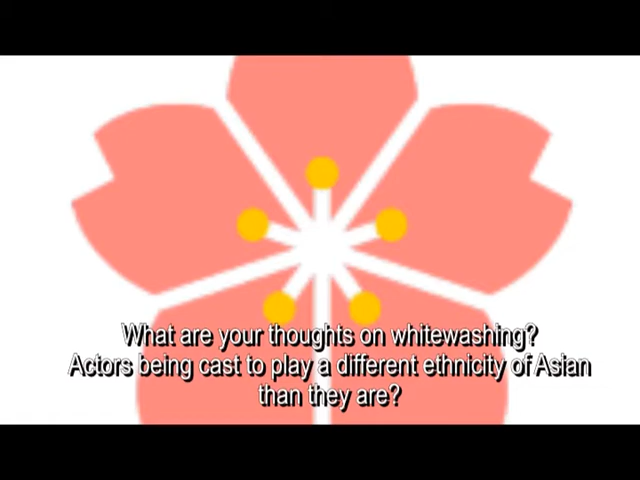 What are your thoughts on whitewashing?
Actors being cast to play a different ethnicity of Asian
than they are?